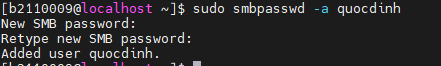 [b2110009@localhost ~]$ sudo smbpasswd -a quocdinh
New SMB password:
Retype new SMB password:
Added user quocdinh.